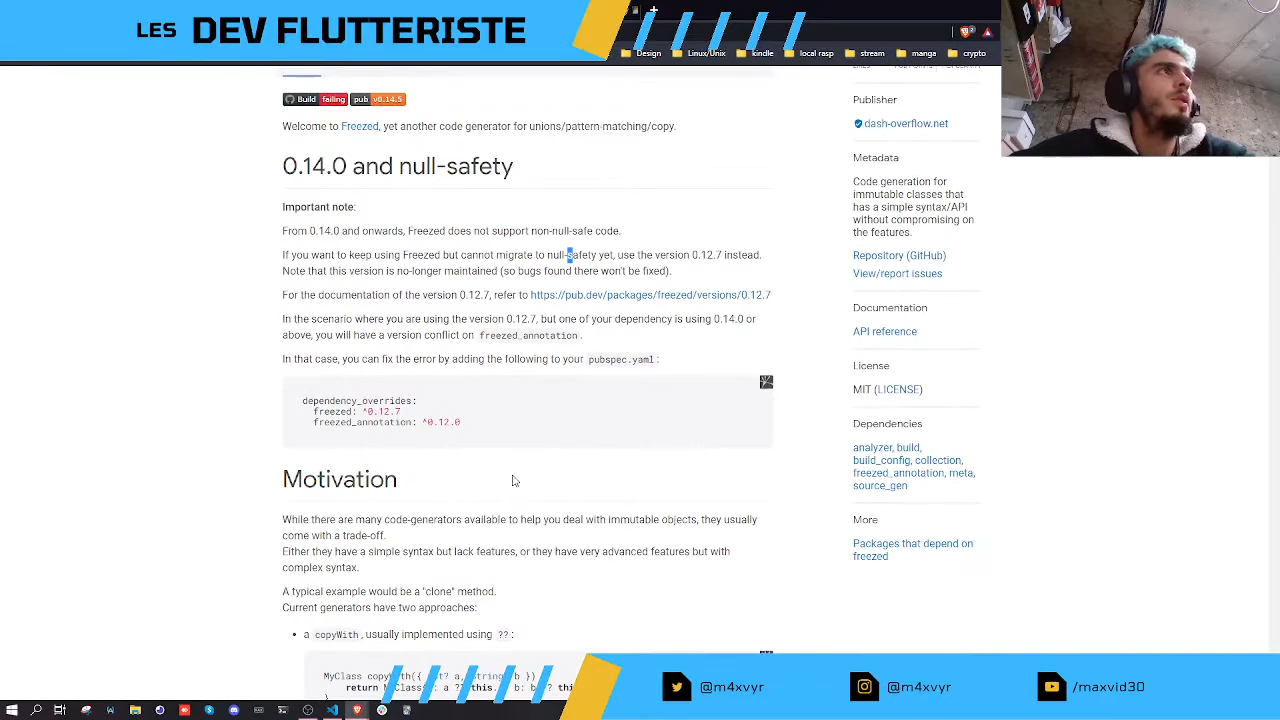 LES DEV FLUTTERISTE
Design Linux/Unix kindle local rasp stream manga crypto
Build failing pub v0.14.5
Welcome to Freezed, yet another code generator for unions/pattern-matching/copy.
0.14.0 and null-safety
Important note:
From 0.14.0 and onwards, Freezed does not support non-null-safe code.
If you want to keep using Freezed but cannot migrate to null-safety yet, use the version 0.12.7 instead.
Note that this version is no-longer maintained (so bugs found there won't be fixed).
For the documentation of the version 0.12.7, refer to https://pub.dev/packages/freezed/versions/0.12.7
In the scenario where you are using the version 0.12.7, but one of your dependency is using 0.14.0 or
above, you will have a version conflict on freezed_annotation.
In that case, you can fix the error by adding the following to your pubspec.yaml:
dependency_overrides:
freezed: ^0.12.7
freezed_annotation: ^0.12.0
Motivation
While there are many code-generators available to help you deal with immutable objects, they usually
come with a trade-off.
Either they have a simple syntax but lack features, or they have very advanced features but with
complex syntax.
A typical example would be a "clone" method.
Current generators have two approaches:
• a copyWith, usually implemented using ??:
MyClass copyWith({
return
Publisher
dash-overflow.net
Metadata
Code generation for
immutable classes that
has a simple syntax/API
without compromising on
the features.
Repository (GitHub)
View/report issues
Documentation
API reference
License
MIT (LICENSE)
Dependencies
analyzer, build,
build_config, collection,
freezed_annotation, meta,
source_gen
More
Packages that depend on
freezed
@m4xvyr @m4xvyr /maxvid30